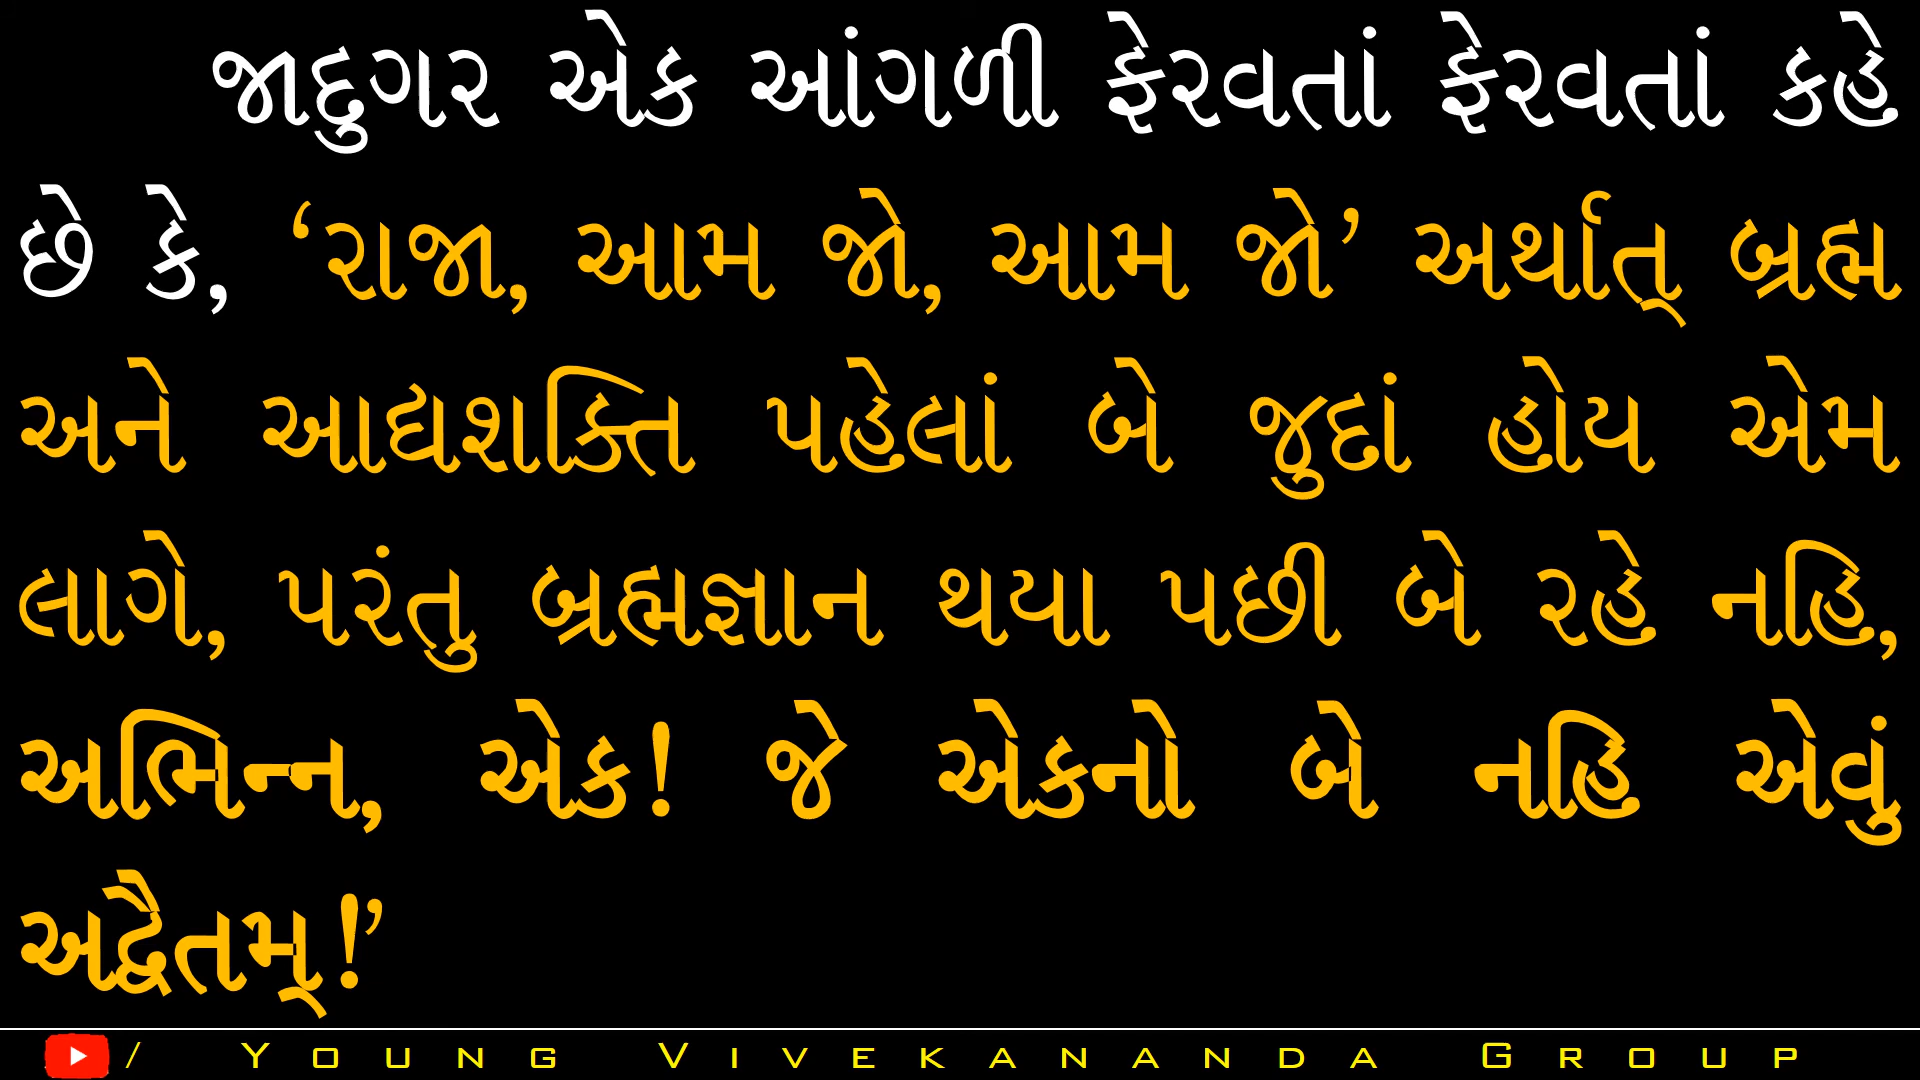 જાદુગર એક આંગળી ફેરવતાં ફેરવતાં કહે
છે કે, ‘રાજા, આમ જો, આમ જો’ અર્થાત્ બ્રહ્મ
અને આદ્યશક્તિ પહેલાં બે જુદાં હોય એમ
લાગે, પરંતુ બ્રહ્મજ્ઞાન થયા પછી બે રહે નહિ,
અભિન્ન, એક! જે એકનો બે નહિ એવું
અદ્વૈતમ્!’
/ YOUNG VIVEKANANDA GROUP